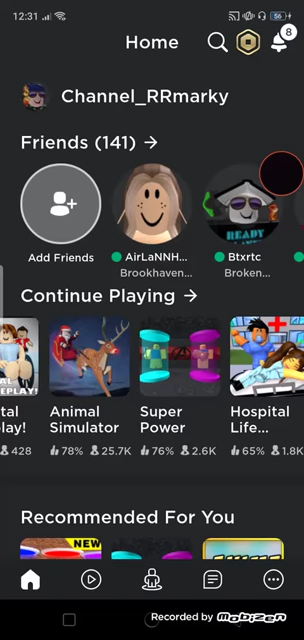 12:31
56
Home
8
Channel_RRmarky
Friends (141) →
Add Friends
AirLaNNH...
Brookhaven...
READY
Btxrtc
Broken...
Continue Playing →
tal
lay!
428
Animal
Simulator
78% 25.7K
Super
Power
76% 2.6K
Hospital
Life...
65% 1.8K
Recommended For You
NEW
Recorded by mobizen